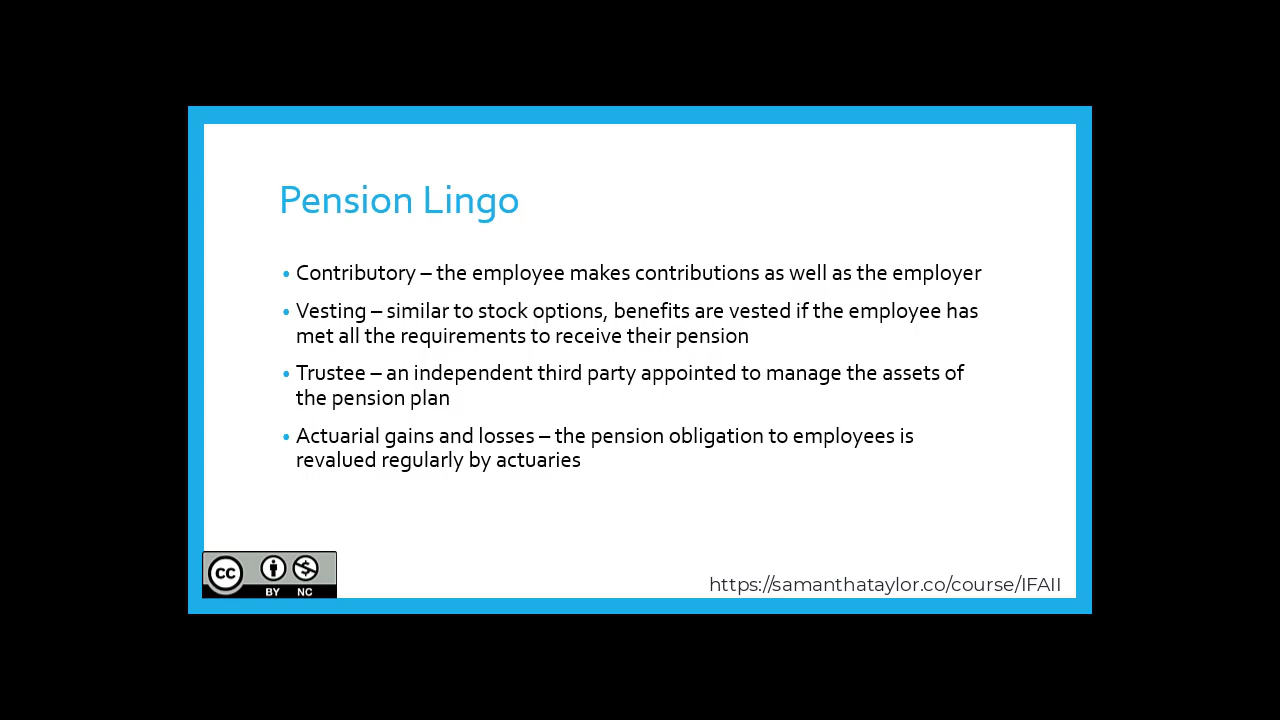 Pension Lingo
• Contributory – the employee makes contributions as well as the employer
• Vesting – similar to stock options, benefits are vested if the employee has
met all the requirements to receive their pension
• Trustee – an independent third party appointed to manage the assets of
the pension plan
• Actuarial gains and losses – the pension obligation to employees is
revalued regularly by actuaries
cc
BY NC
https://samanthataylor.co/course/IFAII